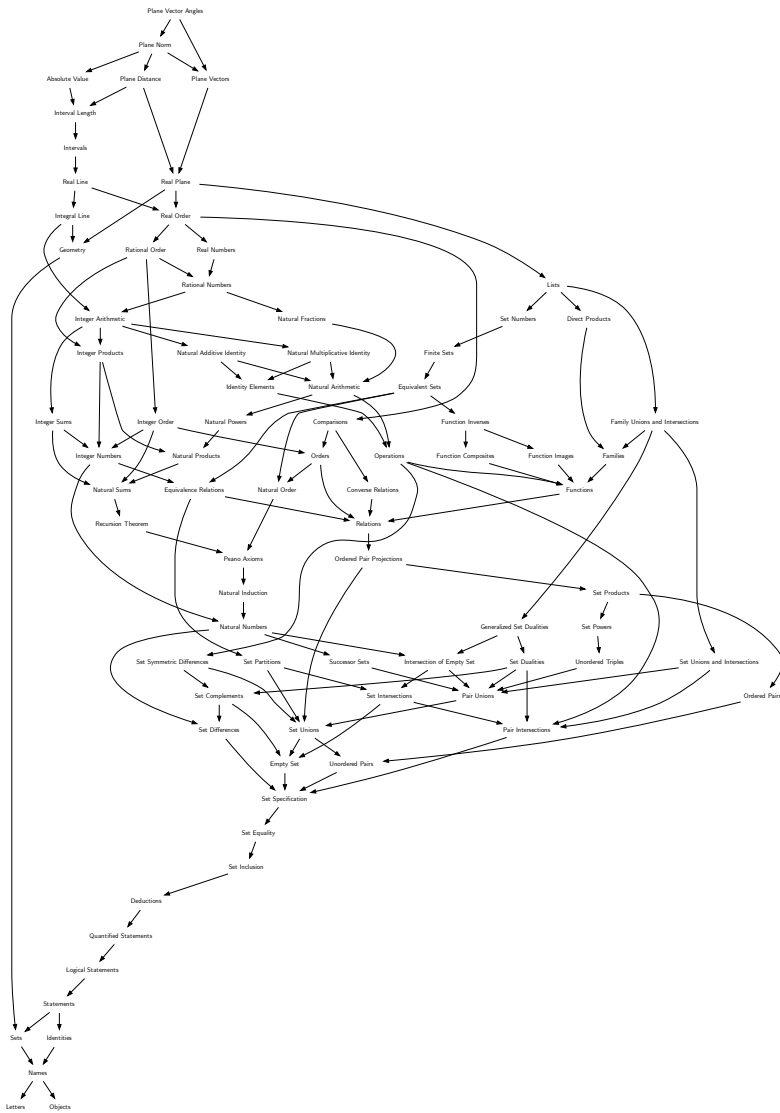 Plane Vector Angles
Plane Norm
Absolute Value Plane Distance Plane Vectors
Interval Length
Intervals
Real Line Real Plane
Integral Line Real Order
Geometry Rational Order Real Numbers
Rational Numbers Lists
Integer Arithmetic Natural Fractions Set Numbers Direct Products
Integer Products Natural Additive Identity Natural Multiplicative Identity Finite Sets
Identity Elements Natural Arithmetic Equivalent Sets
Integer Sums Integer Order Natural Powers Comparisons Function Inverses Family Unions and Intersections
Integer Numbers Natural Products Orders Operations Function Composites Function Images Families
Natural Sums Equivalence Relations Natural Order Converse Relations Functions
Recursion Theorem Relations
Peano Axioms Ordered Pair Projections
Natural Induction Set Products
Natural Numbers Generalized Set Dualities Set Powers
Set Symmetric Differences Set Partitions Successor Sets Intersection of Empty Set Set Dualities Unordered Triples Set Unions and Intersections
Set Complements Set Intersections Pair Unions Ordered Pairs
Set Differences Set Unions Pair Intersections
Empty Set Unordered Pairs
Set Specification
Set Equality
Set Inclusion
Deductions
Quantified Statements
Logical Statements
Statements
Sets Identities
Names
Letters Objects